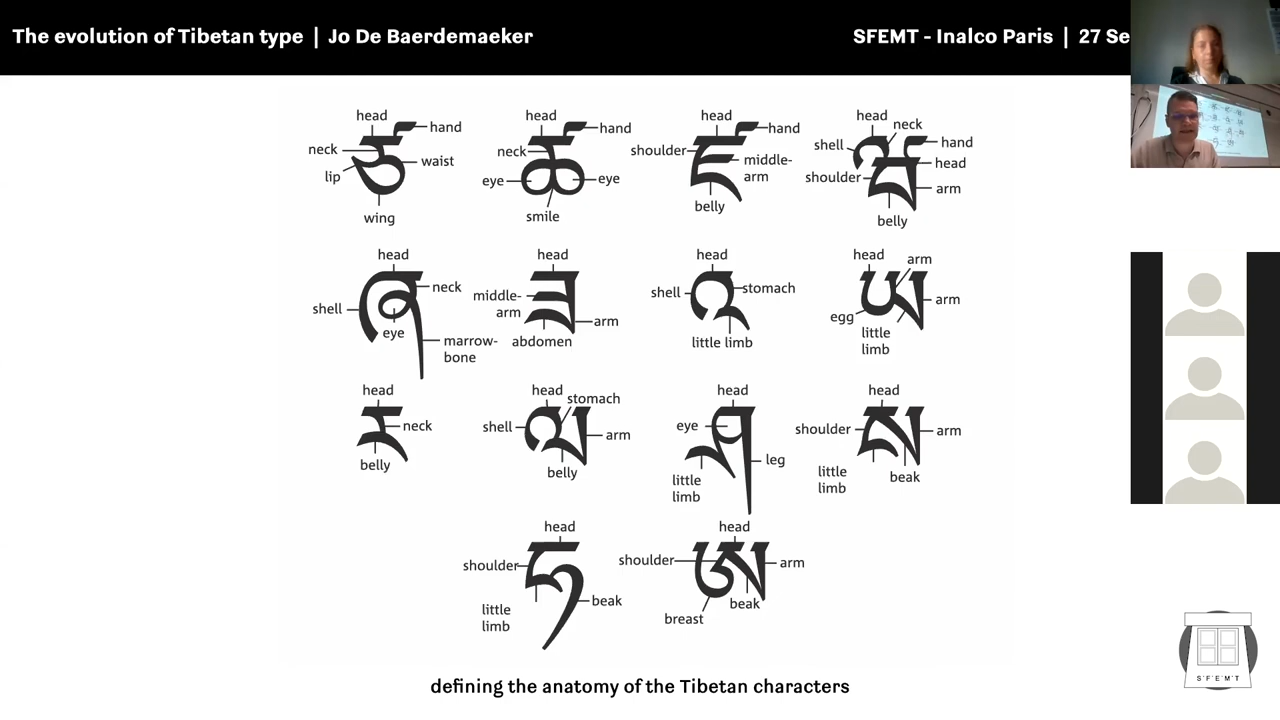 The evolution of Tibetan type | Jo De Baerdemaeker
SFEMT - Inalco Paris | 27 Se
head
hand
neck
lip
waist
wing
ཙ
head
hand
neck
eye
eye
smile
ཚ
head
hand
shoulder
middle-
arm
belly
ཛ
head
neck
shell
hand
head
shoulder
arm
belly
ཝ
head
neck
shell
eye
marrow-
bone
ཞ
head
middle-
arm
arm
abdomen
ཟ
head
shell
stomach
little limb
འ
head
arm
arm
egg
little
limb
ཡ
head
neck
belly
ར
head
stomach
shell
arm
belly
ལ
head
eye
leg
little
limb
ཤ
head
shoulder
arm
little
limb
beak
ས
head
shoulder
little
limb
beak
ཧ
head
shoulder
arm
beak
breast
ཨ
defining the anatomy of the Tibetan characters
S·F·E·M·T